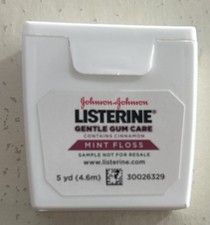 Johnson & Johnson
LISTERINE®
GENTLE GUM CARE
CONTAINS CINNAMON
MINT FLOSS
SAMPLE NOT FOR RESALE
www.listerine.com
5 yd (4.6m) 30026329